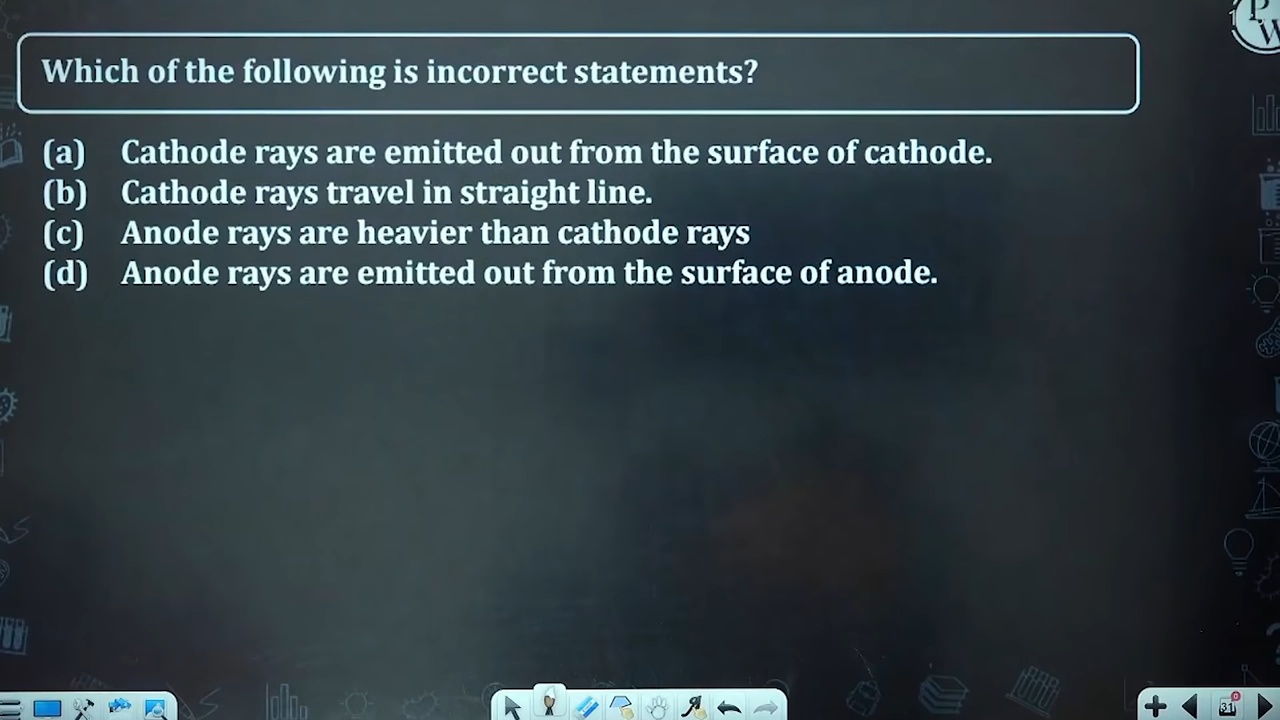 P
W
Which of the following is incorrect statements?
(a) Cathode rays are emitted out from the surface of cathode.
(b) Cathode rays travel in straight line.
(c) Anode rays are heavier than cathode rays
(d) Anode rays are emitted out from the surface of anode.
31
0